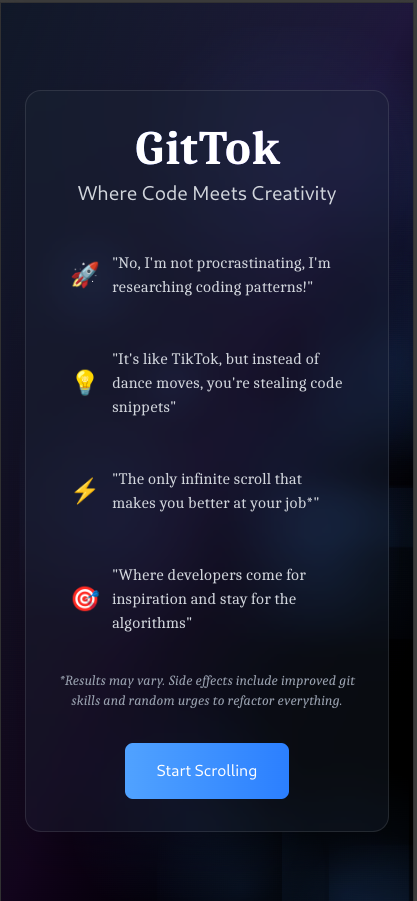 GitTok
Where Code Meets Creativity
"No, I'm not procrastinating, I'm
researching coding patterns!"
"It's like TikTok, but instead of
dance moves, you're stealing code
snippets"
"The only infinite scroll that
makes you better at your job*"
"Where developers come for
inspiration and stay for the
algorithms"
*Results may vary. Side effects include improved git
skills and random urges to refactor everything.
Start Scrolling